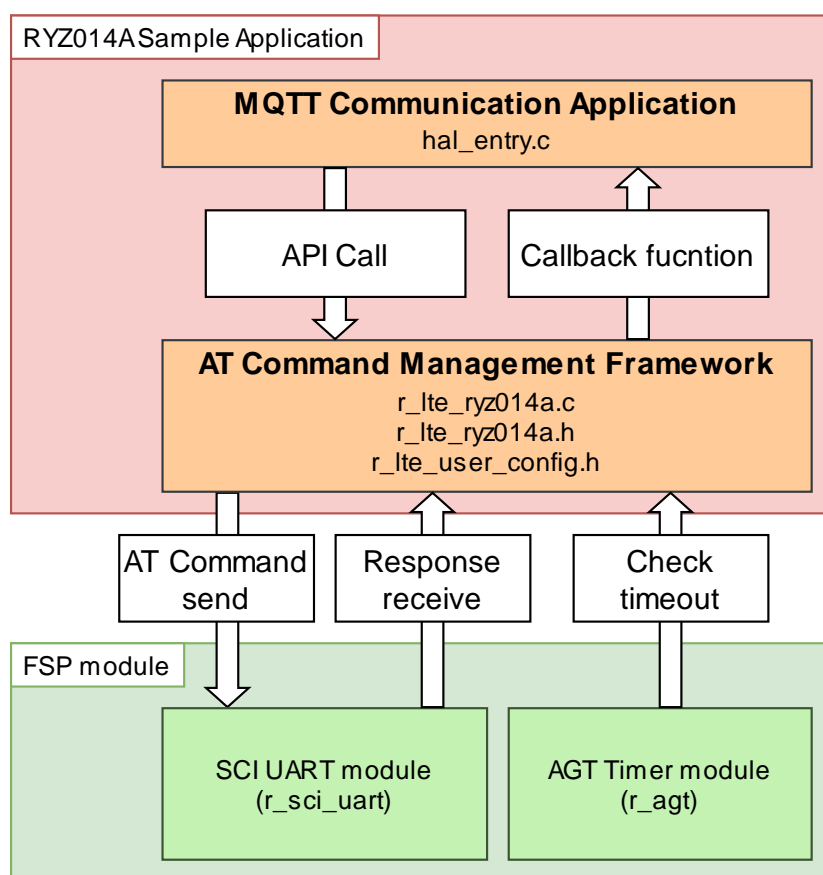 RYZ014A Sample Application
MQTT Communication Application
hal_entry.c
API Call
Callback fucntion
AT Command Management Framework
r_lte_ryz014a.c
r_lte_ryz014a.h
r_lte_user_config.h
AT Command
send
Response
receive
Check
timeout
FSP module
SCI UART module
(r_sci_uart)
AGT Timer module
(r_agt)